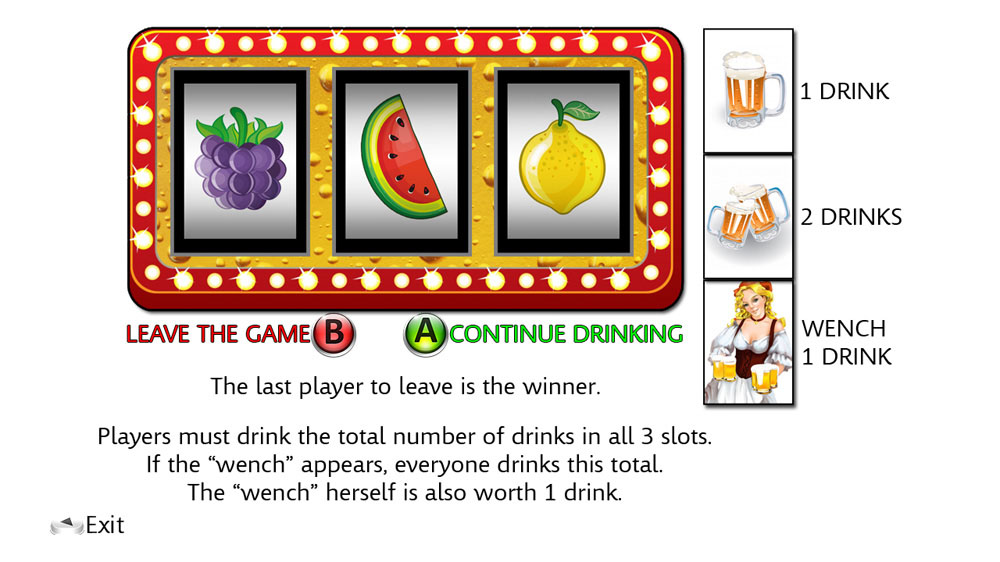 1 DRINK
2 DRINKS
WENCH
1 DRINK
LEAVE THE GAME B A CONTINUE DRINKING
The last player to leave is the winner.
Players must drink the total number of drinks in all 3 slots.
If the “wench” appears, everyone drinks this total.
The “wench” herself is also worth 1 drink.
Exit